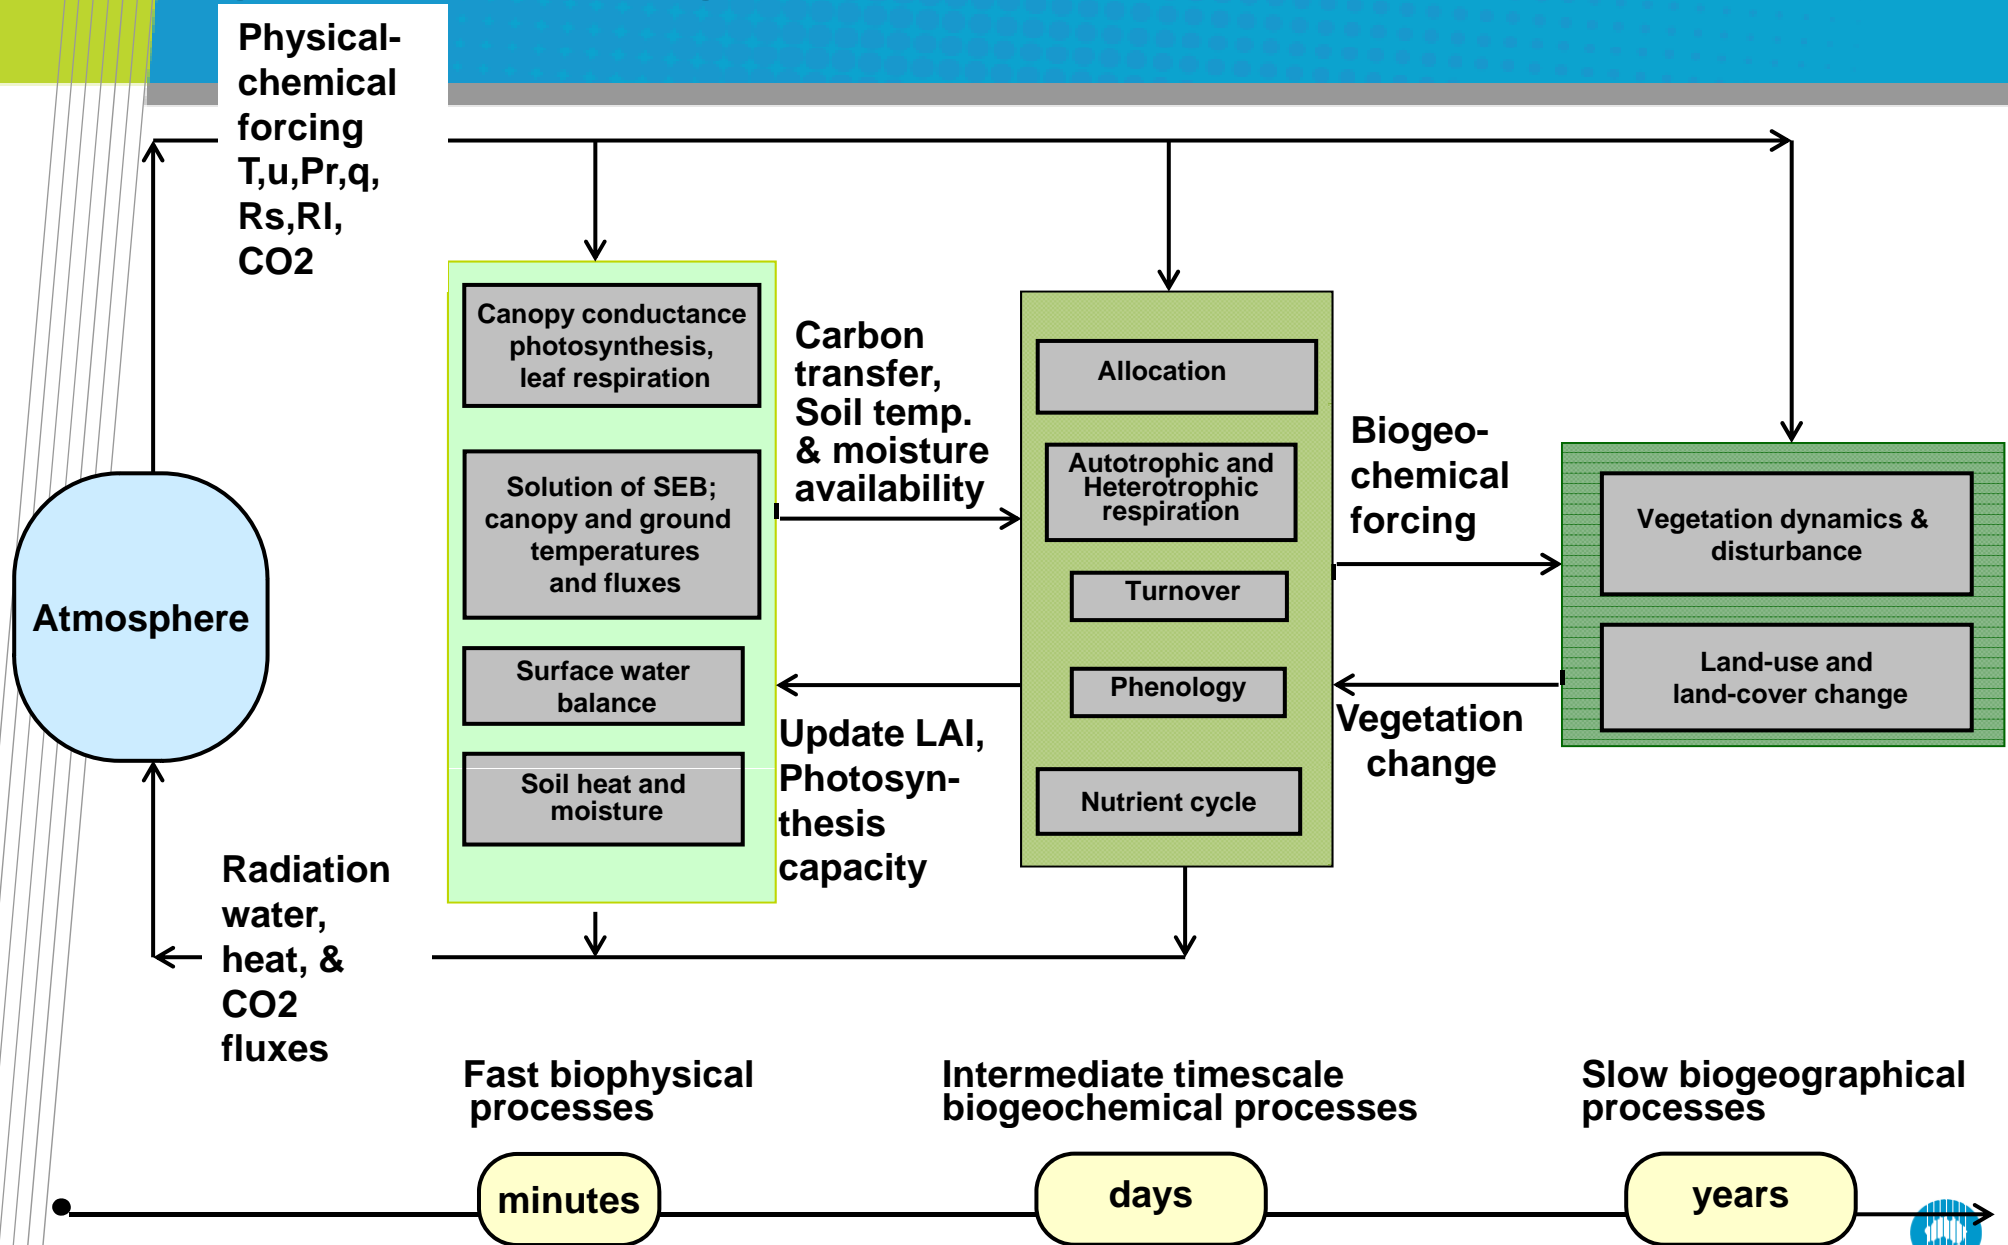 Physical-
chemical
forcing
T,u,Pr,q,
Rs,Rl,
CO2
Canopy conductance
photosynthesis,
leaf respiration
Solution of SEB;
canopy and ground
temperatures
and fluxes
Surface water
balance
Soil heat and
moisture
Carbon
transfer,
Soil temp.
& moisture
availability
Update LAI,
Photosyn-
thesis
capacity
Allocation
Autotrophic and
Heterotrophic
respiration
Turnover
Phenology
Nutrient cycle
Biogeo-
chemical
forcing
Vegetation
change
Vegetation dynamics &
disturbance
Land-use and
land-cover change
Atmosphere
Radiation
water,
heat, &
CO2
fluxes
Fast biophysical
processes
Intermediate timescale
biogeochemical processes
Slow biogeographical
processes
minutes
days
years